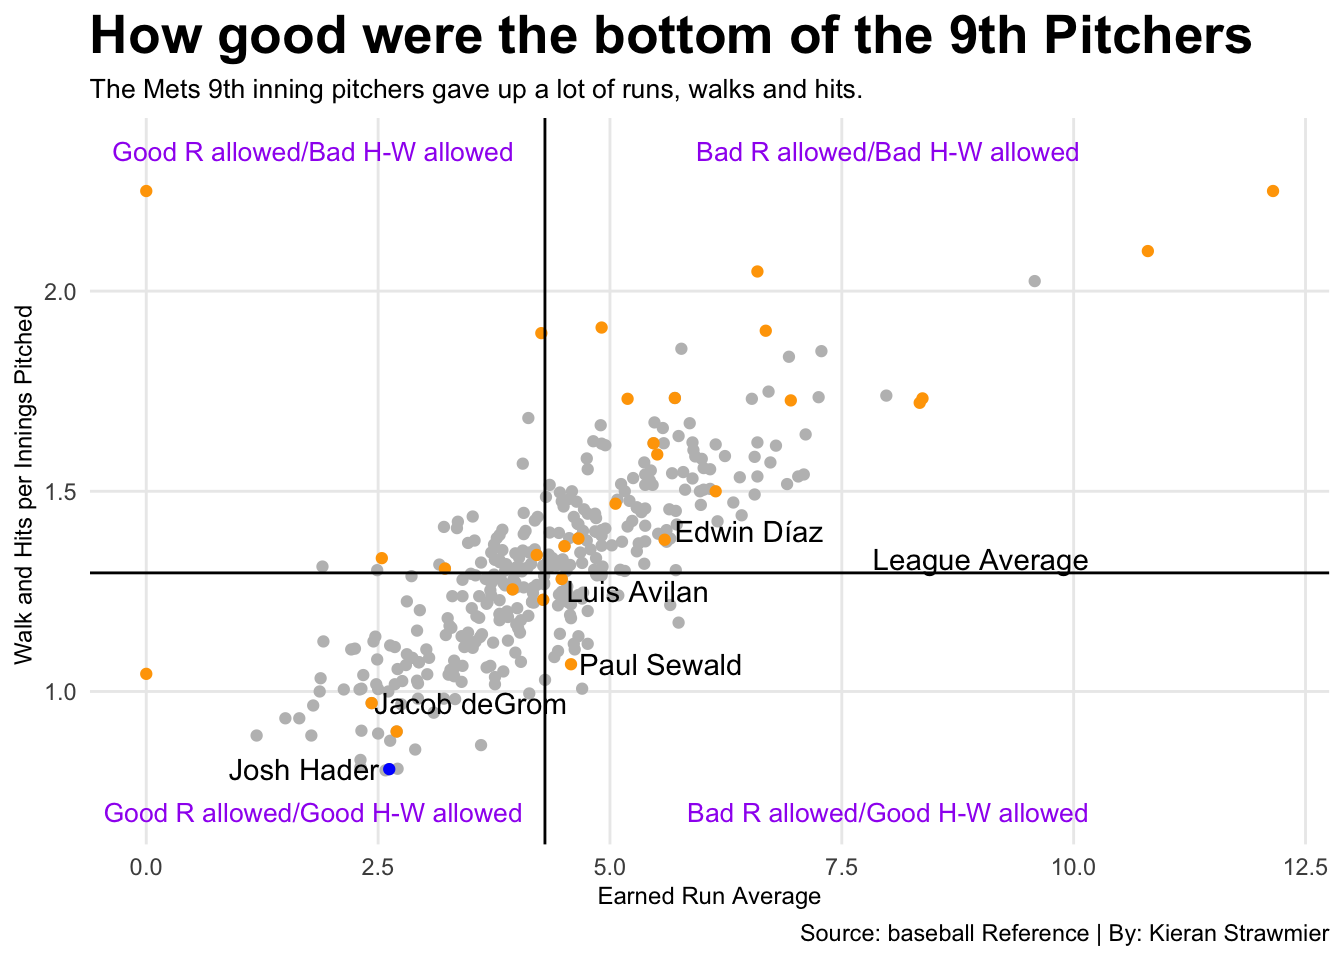 How good were the bottom of the 9th Pitchers
The Mets 9th inning pitchers gave up a lot of runs, walks and hits.
Good R allowed/Bad H-W allowed
Bad R allowed/Bad H-W allowed
2.0
1.5
1.0
Walk and Hits per Innings Pitched
Edwin Díaz
League Average
Luis Avilan
Paul Sewald
Jacob deGrom
Josh Hader
Good R allowed/Good H-W allowed
Bad R allowed/Good H-W allowed
0.0 2.5 5.0 7.5 10.0 12.5
Earned Run Average
Source: baseball Reference | By: Kieran Strawmier